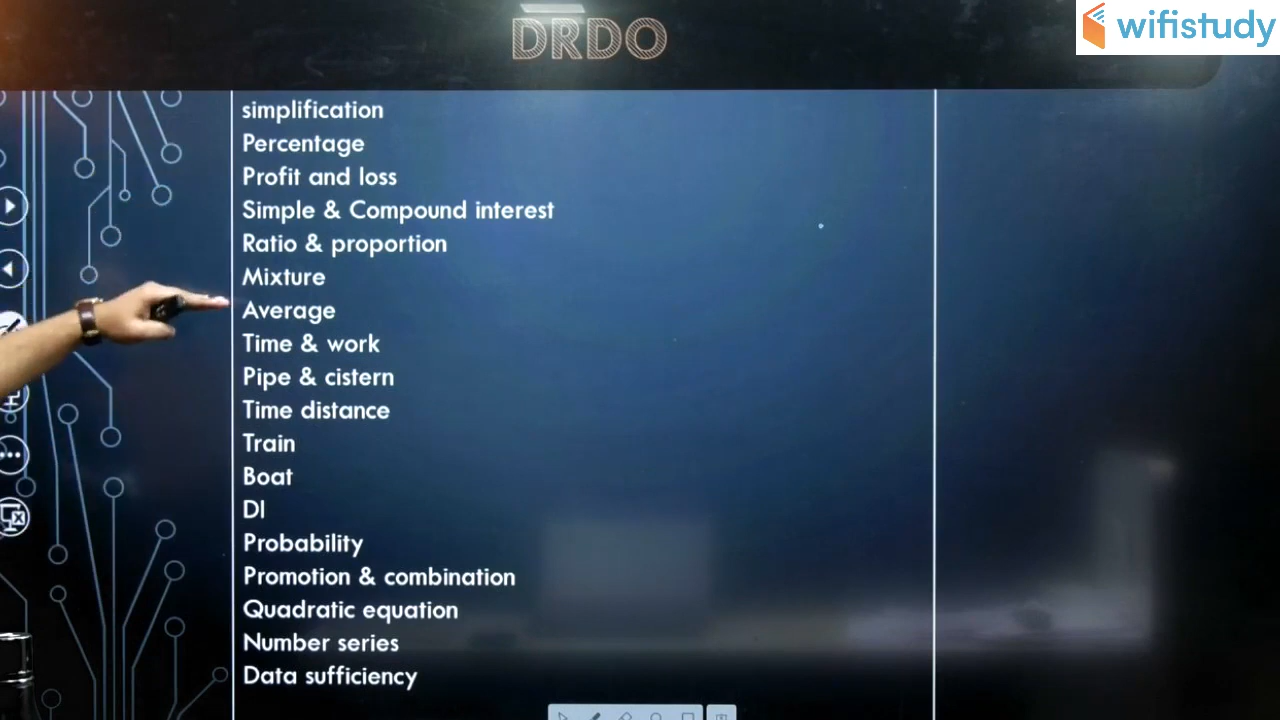 DRDO
wifistudy
simplification
Percentage
Profit and loss
Simple & Compound interest
Ratio & proportion
Mixture
Average
Time & work
Pipe & cistern
Time distance
Train
Boat
DI
Probability
Promotion & combination
Quadratic equation
Number series
Data sufficiency